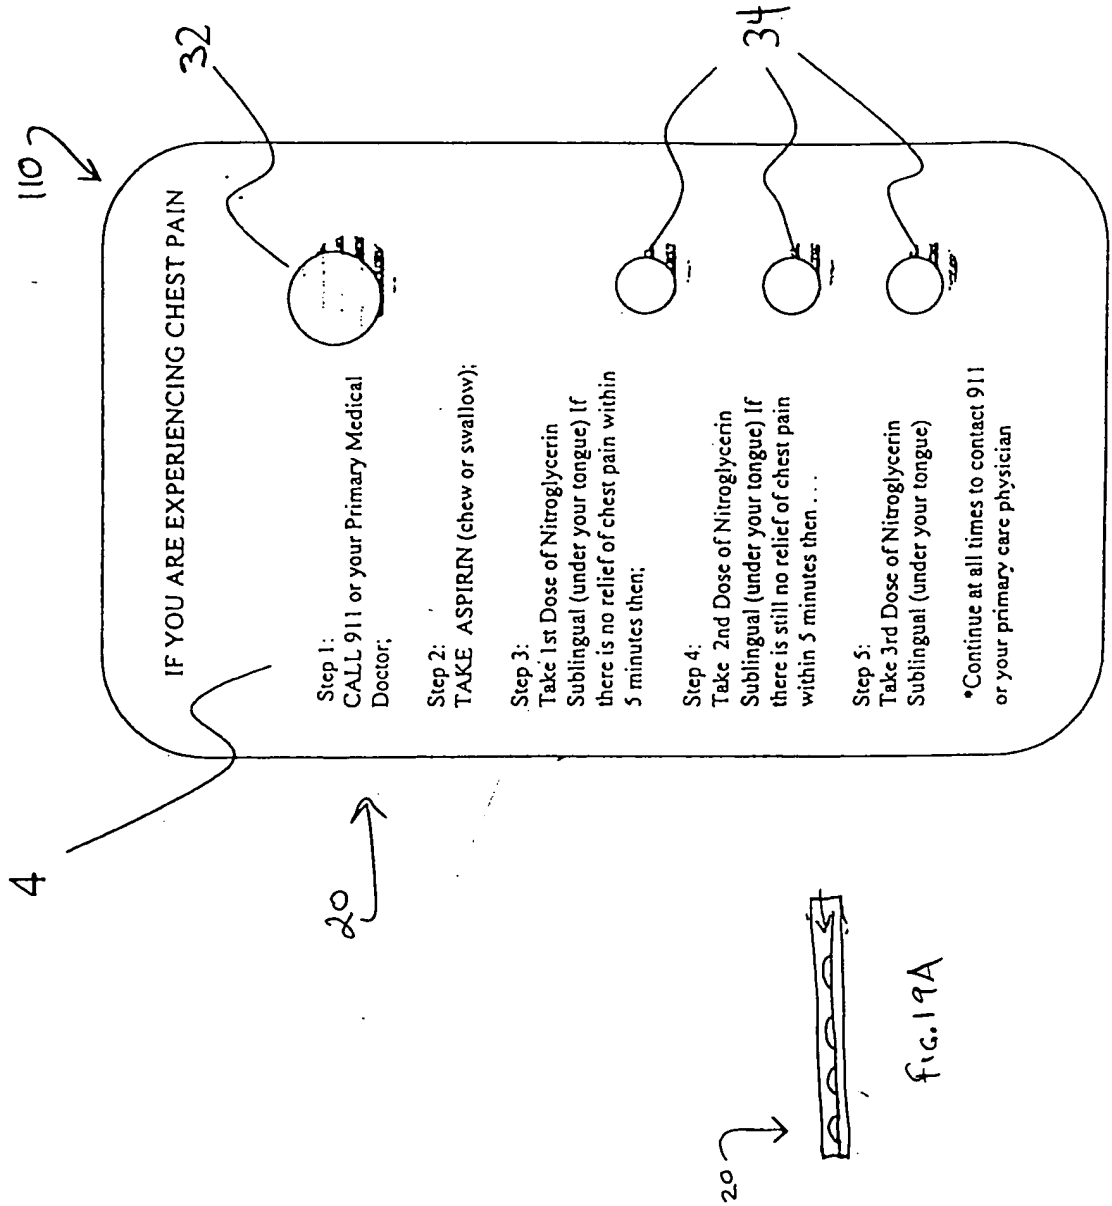 110
32
IF YOU ARE EXPERIENCING CHEST PAIN
4
Step 1:
CALL 911 or your Primary Medical
Doctor;
Step 2:
TAKE ASPIRIN (chew or swallow);
20
Step 3:
Take 1st Dose of Nitroglycerin
Sublingual (under your tongue) If
there is no relief of chest pain within
5 minutes then;
34
Step 4:
Take 2nd Dose of Nitroglycerin
Sublingual (under your tongue) If
there is still no relief of chest pain
within 5 minutes then ...
Step 5:
Take 3rd Dose of Nitroglycerin
Sublingual (under your tongue)
*Continue at all times to contact 911
or your primary care physician
20
FIG.19A